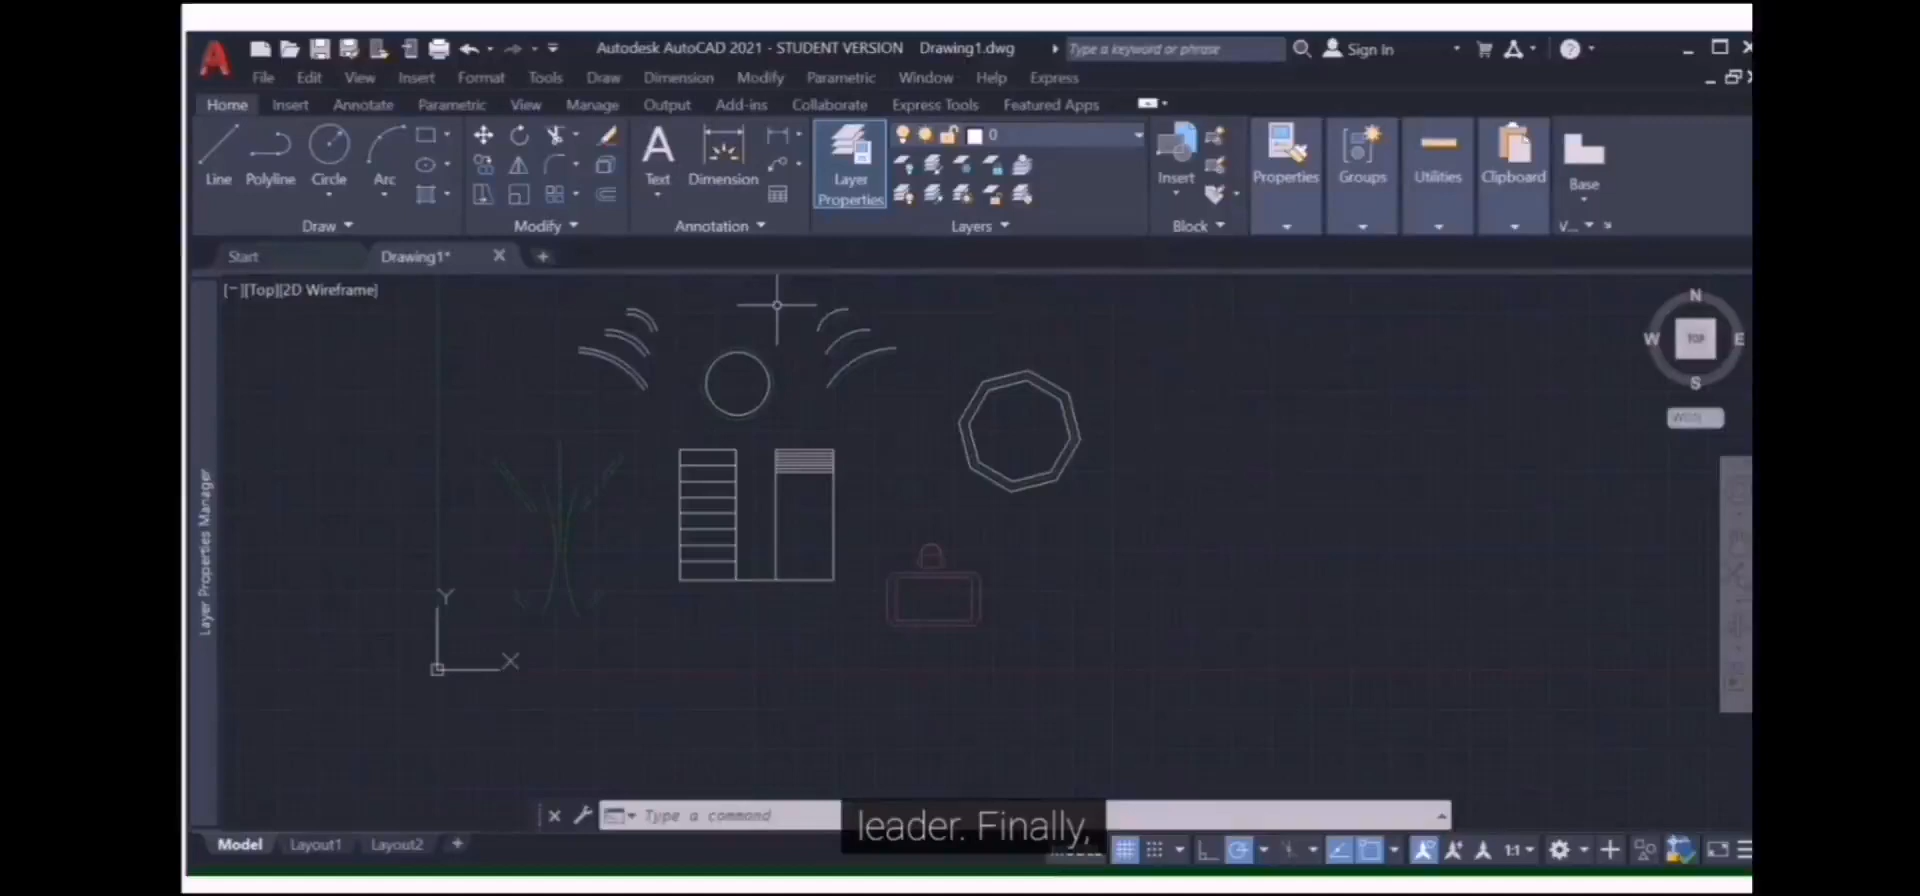 Autodesk AutoCAD 2021 - STUDENT VERSION Drawing1.dwg Type a keyword or phrase Sign In
File Edit View Insert Format Tools Draw Dimension Modify Parametric Window Help Express
Home Insert Annotate Parametric View Manage Output Add-ins Collaborate Express Tools Featured Apps
0
Line Polyline Circle Arc Text Dimension Layer Properties Insert Properties Groups Utilities Clipboard Base
Draw Modify Annotation Layers Block V...
Start Drawing1*
[−][Top][2D Wireframe]
N
W TOP E
S
Layer Properties Manager
Y
X
Type a command
leader. Finally,
Model Layout1 Layout2 1:1